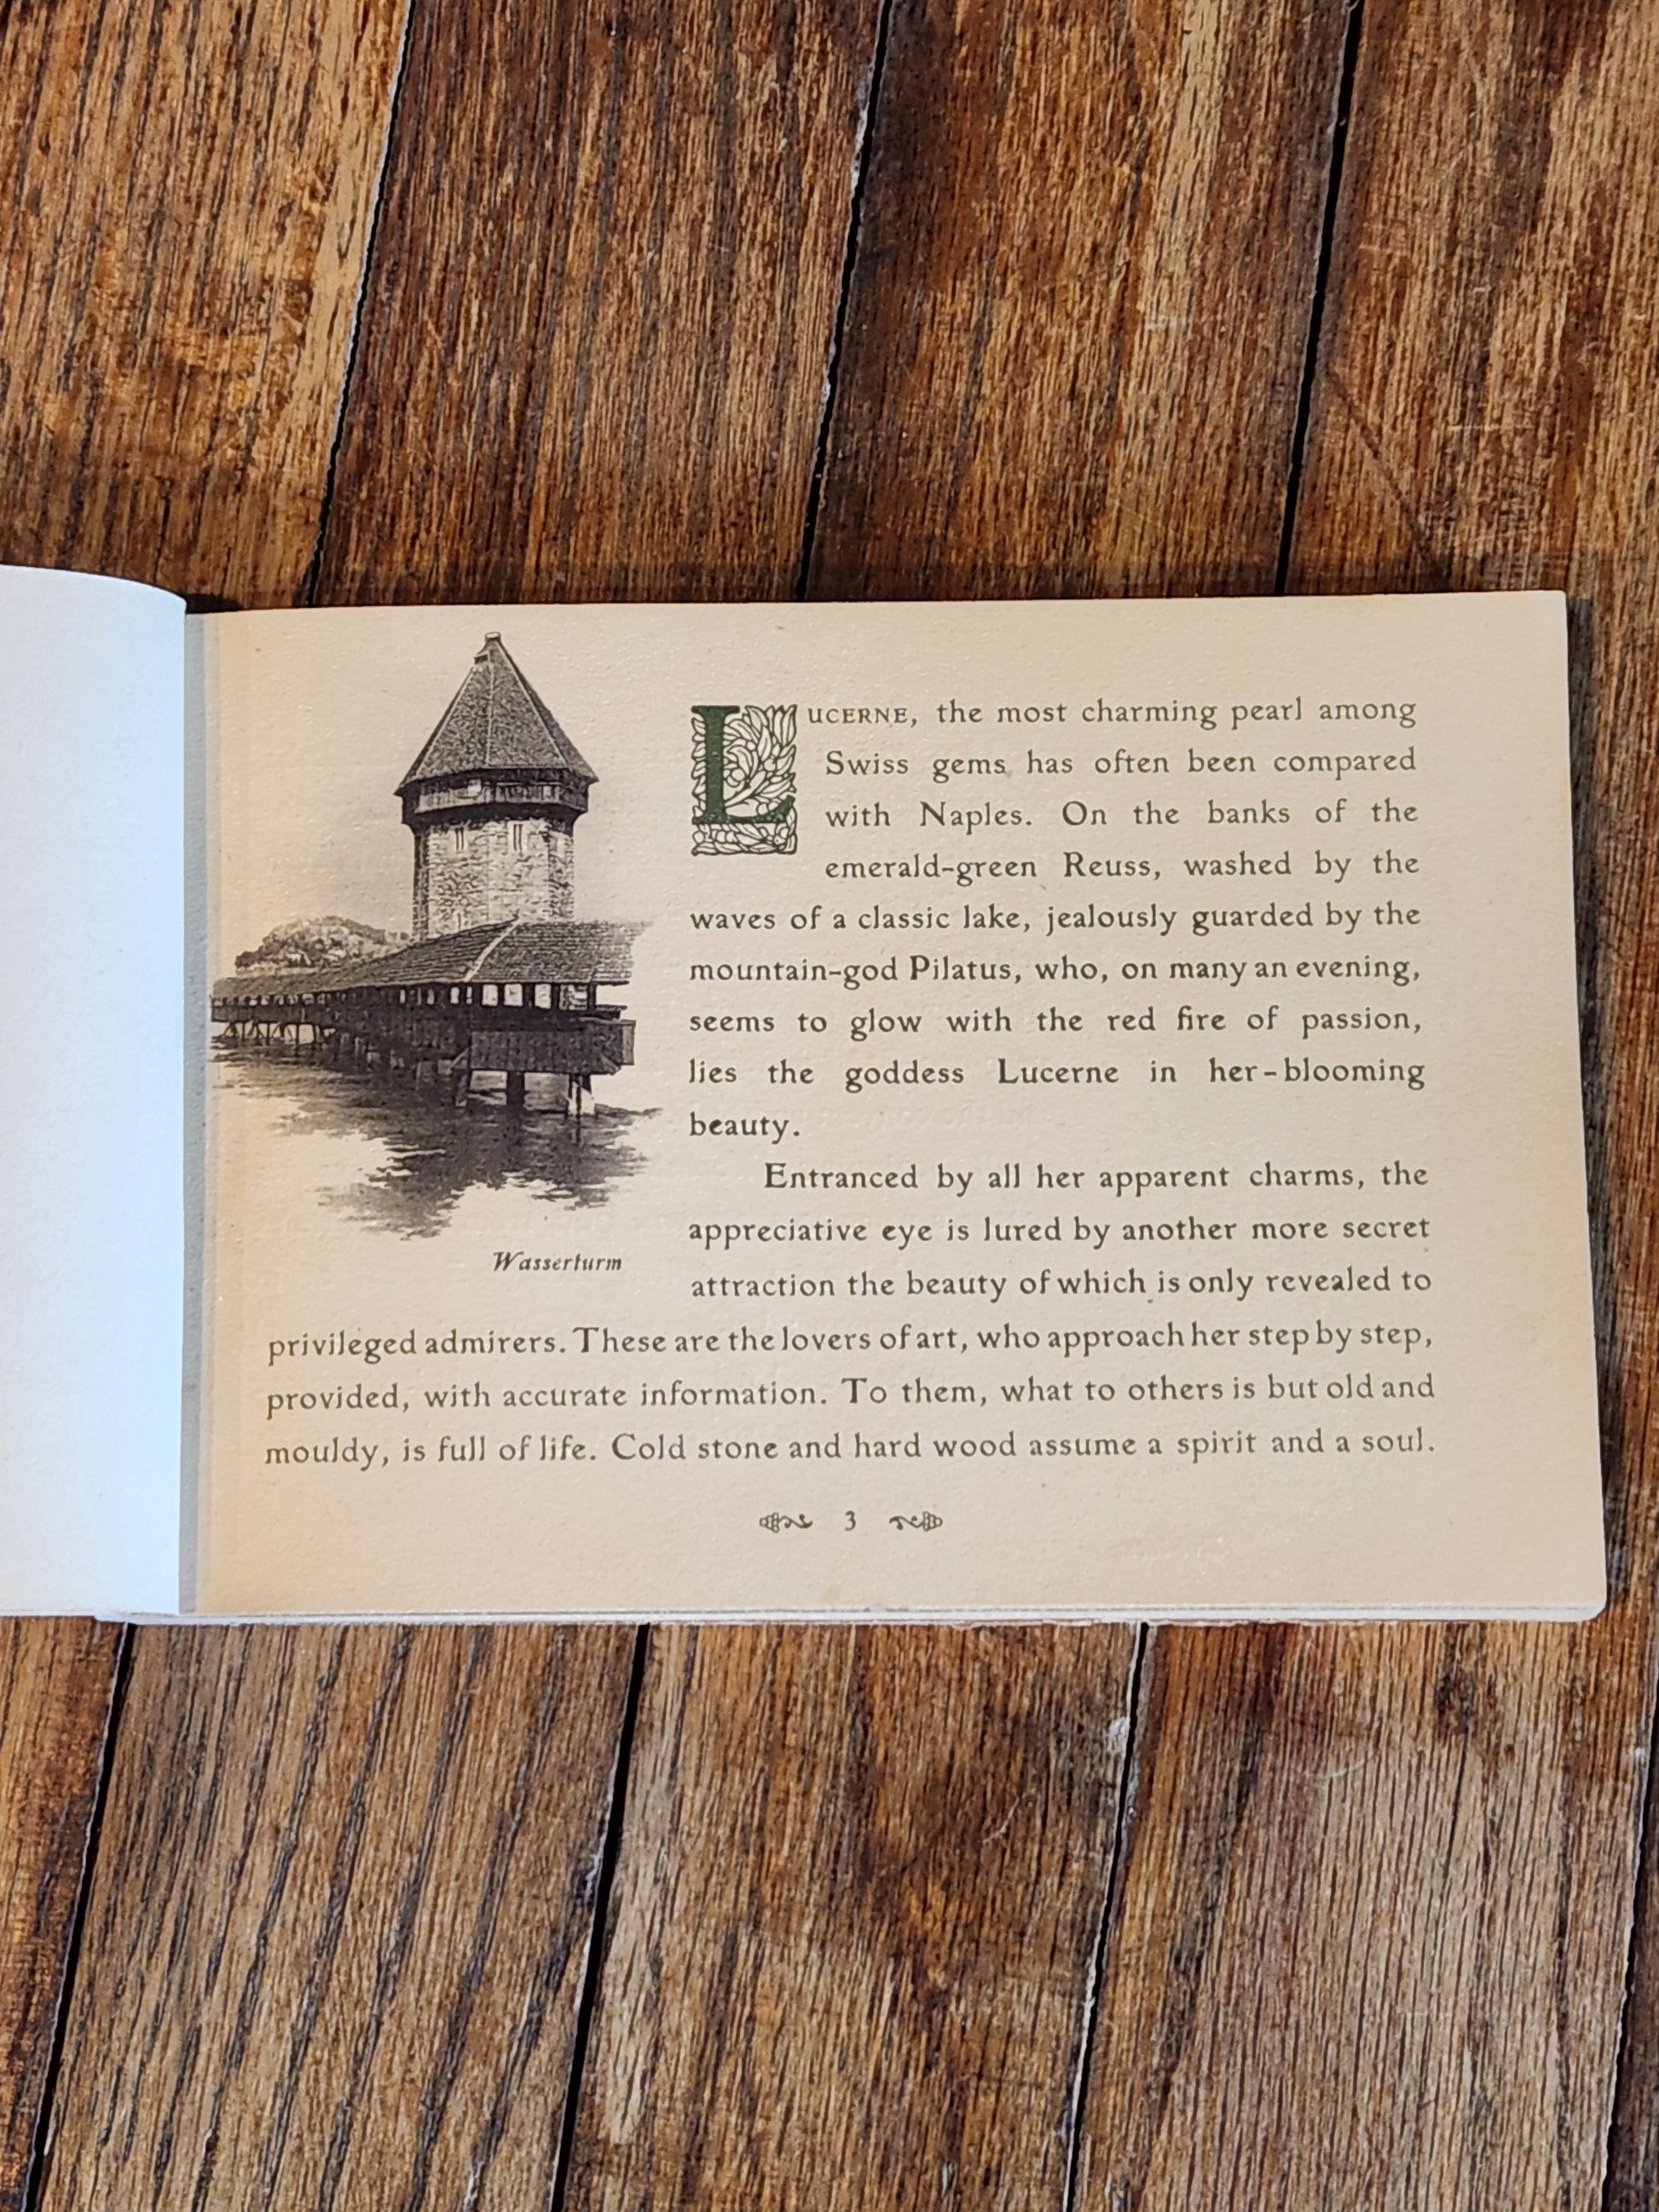 LUCERNE, the most charming pearl among
Swiss gems has often been compared
with Naples. On the banks of the
emerald-green Reuss, washed by the
waves of a classic lake, jealously guarded by the
mountain-god Pilatus, who, on many an evening,
seems to glow with the red fire of passion,
lies the goddess Lucerne in her-blooming
beauty.
Entranced by all her apparent charms, the
appreciative eye is lured by another more secret
attraction the beauty of which is only revealed to
privileged admirers. These are the lovers of art, who approach her step by step,
provided, with accurate information. To them, what to others is but old and
mouldy, is full of life. Cold stone and hard wood assume a spirit and a soul.
Wasserturm
3